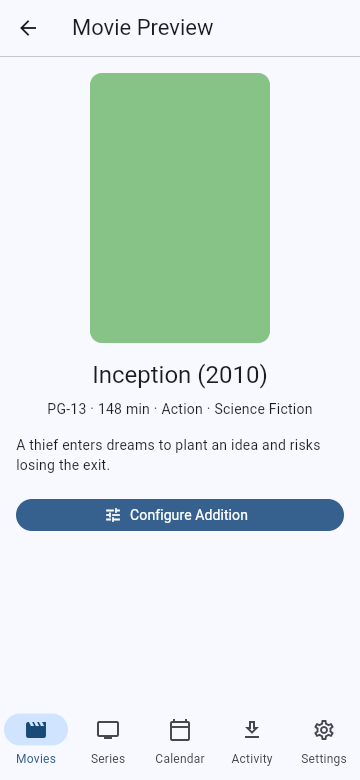 Movie Preview
Inception (2010)
PG-13 · 148 min · Action · Science Fiction
A thief enters dreams to plant an idea and risks
losing the exit.
Configure Addition
Movies Series Calendar Activity Settings